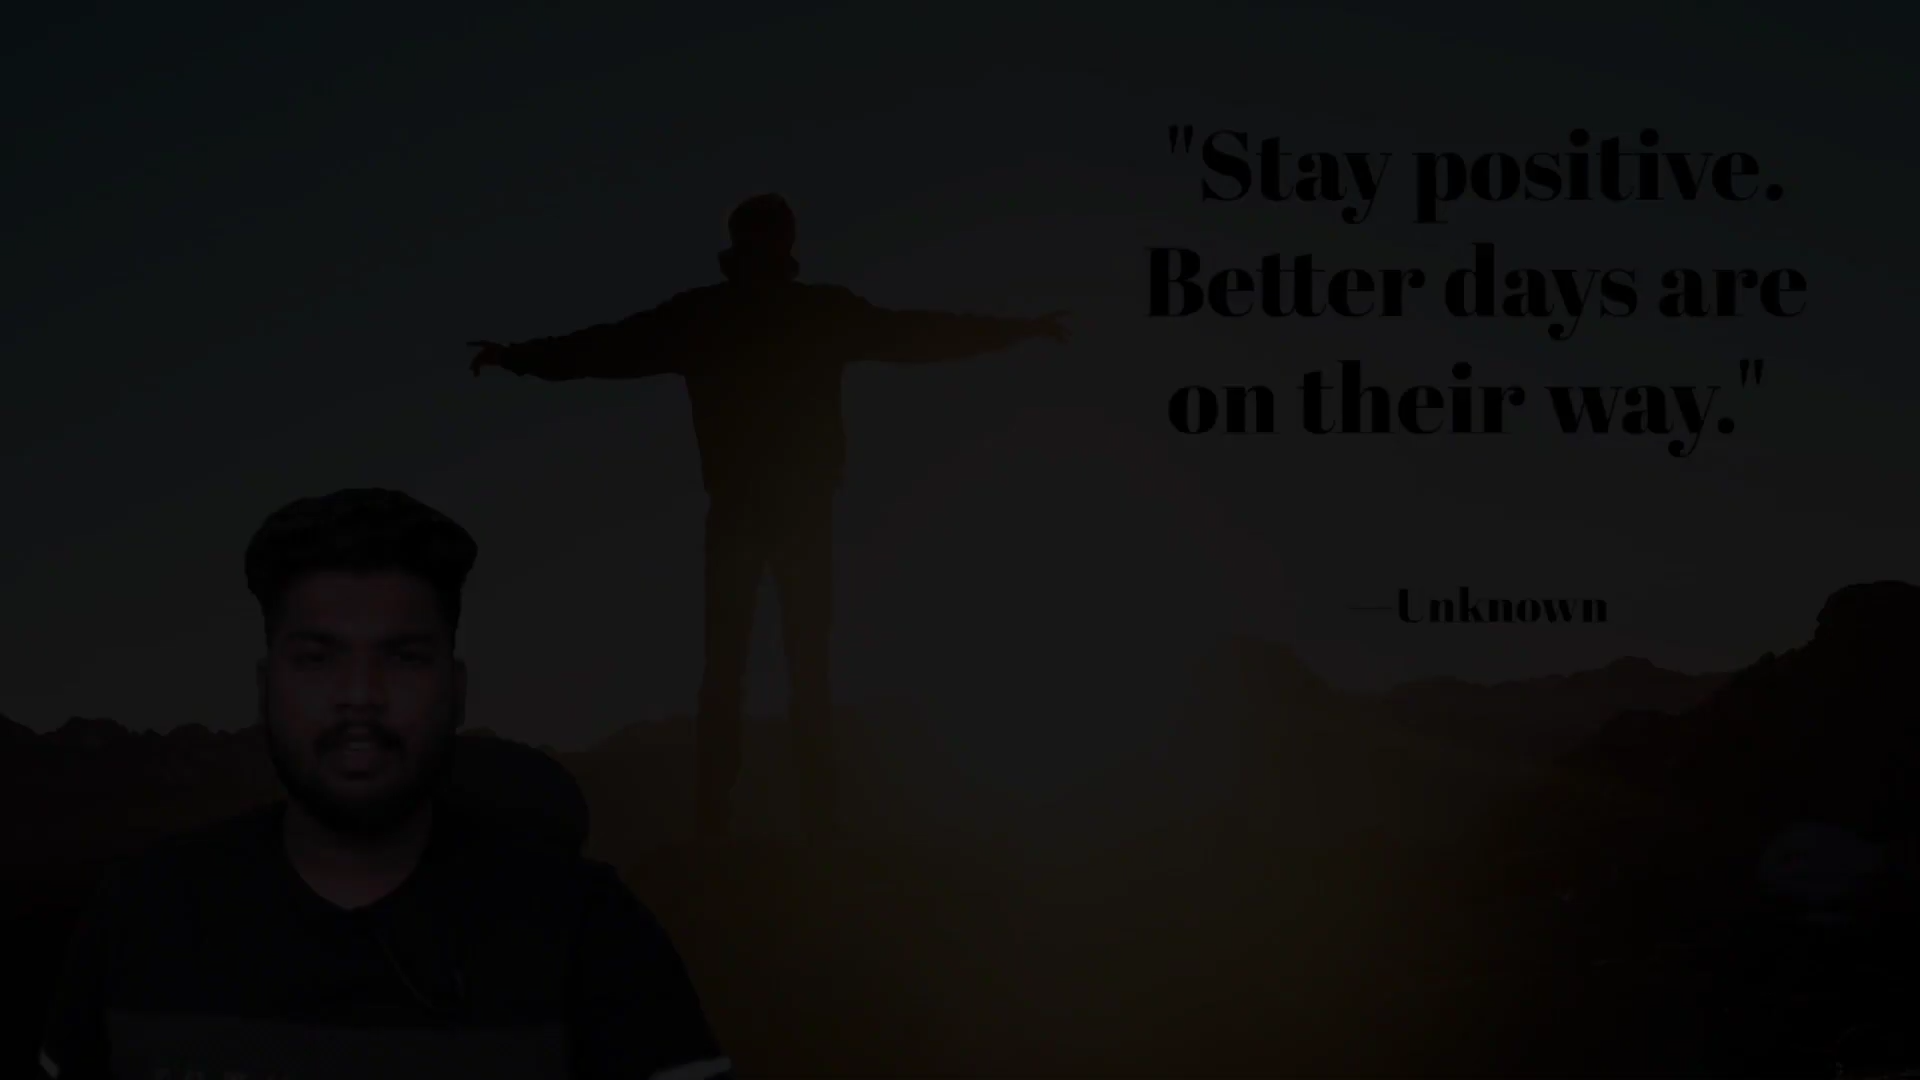 "Stay positive.
Better days are
on their way."
—Unknown